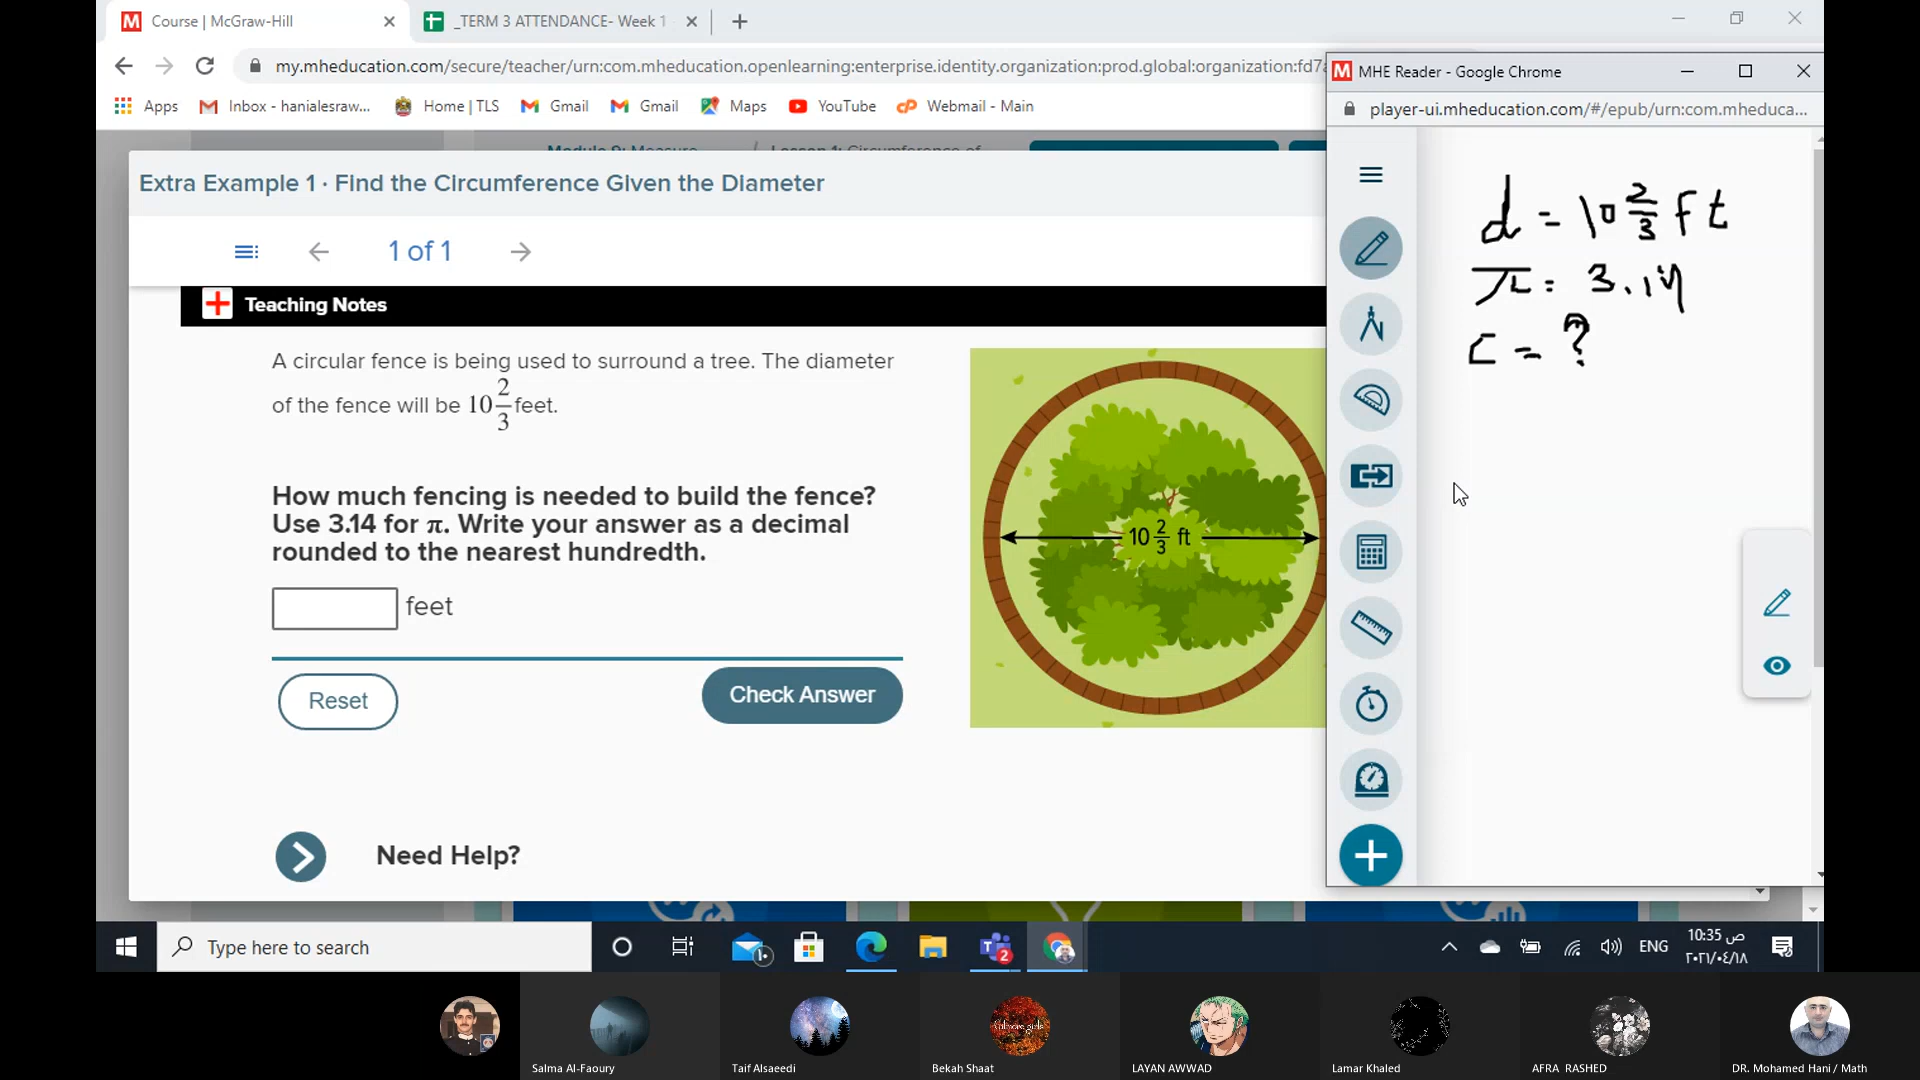 Course | McGraw-Hill
_TERM 3 ATTENDANCE- Week 1
my.mheducation.com/secure/teacher/urn:com.mheducation.openlearning:enterprise.identity.organization:prod.global:organization:fd7a
Apps
Inbox - hanialesraw...
Home | TLS
Gmail
Gmail
Maps
YouTube
Webmail - Main
Extra Example 1 · Find the Circumference Given the Diameter
1 of 1
Teaching Notes
A circular fence is being used to surround a tree. The diameter
of the fence will be 10 2/3 feet.
How much fencing is needed to build the fence?
Use 3.14 for π. Write your answer as a decimal
rounded to the nearest hundredth.
feet
Reset
Check Answer
Need Help?
10 2/3 ft
MHE Reader - Google Chrome
player-ui.mheducation.com/#/epub/urn:com.mheduca...
d = 10 2/3 ft
π = 3.14
C = ?
Type here to search
2
ENG
10:35 ص
٢٠٢١/٠٤/١٨
Salma Al-Faoury
Taif Alsaeedi
Bekah Shaat
LAYAN AWWAD
Lamar Khaled
AFRA RASHED
DR. Mohamed Hani / Math